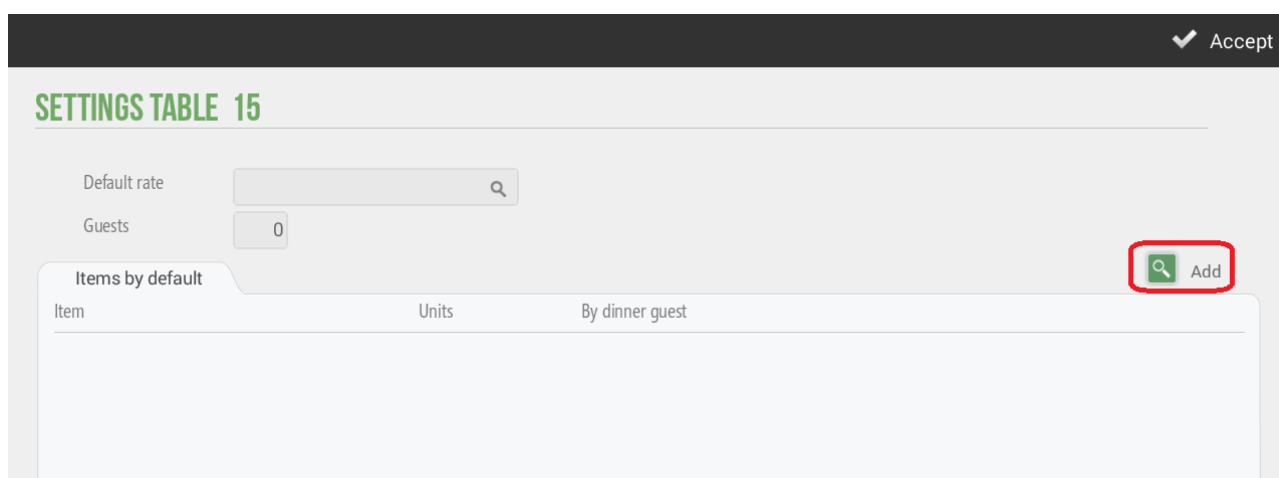 Accept
SETTINGS TABLE 15
Default rate
Guests 0
Add
Items by default
Item Units By dinner guest